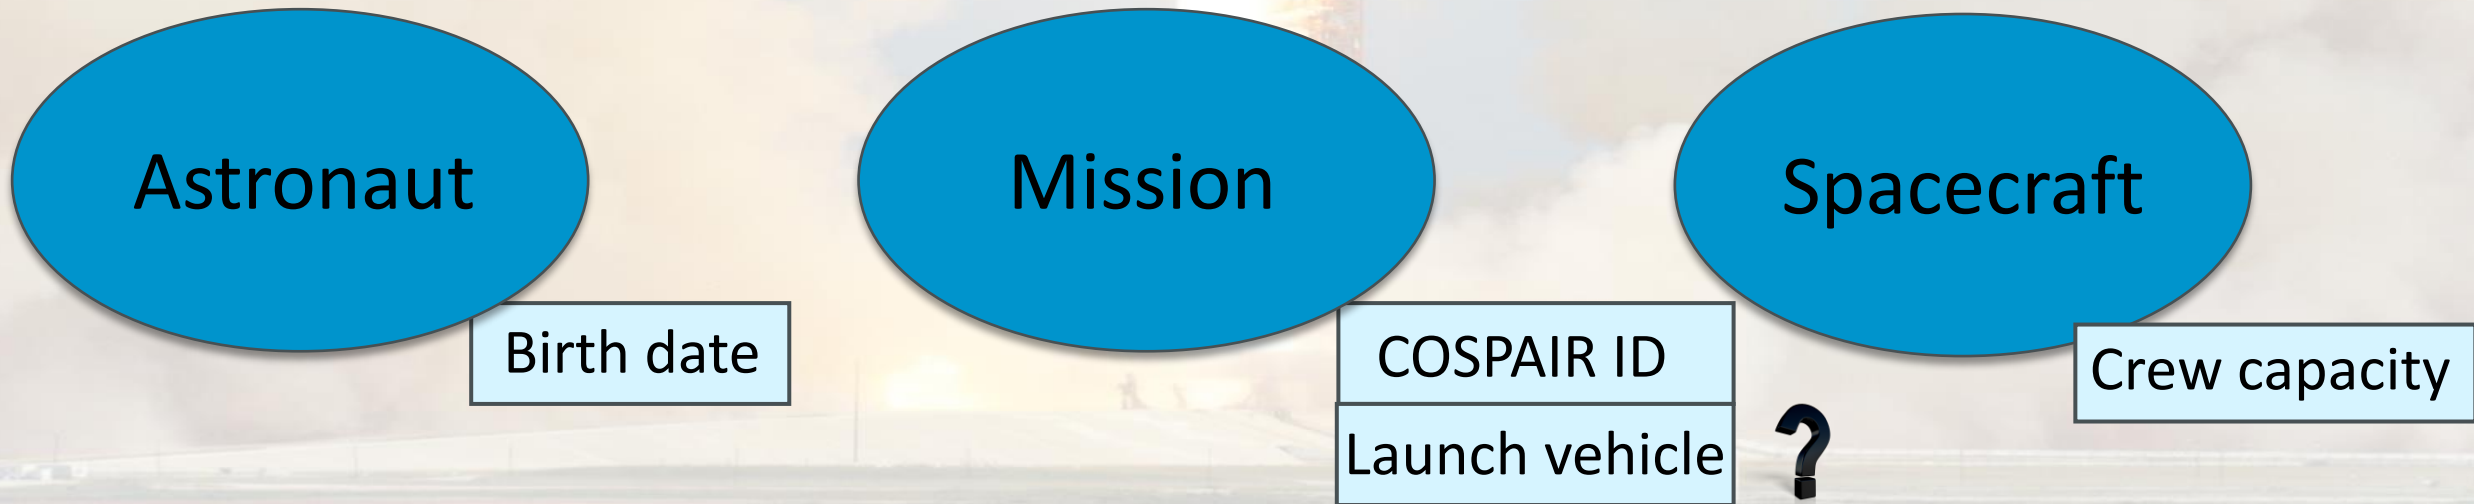 Astronaut
Mission
Spacecraft
Birth date
COSPAIR ID
Crew capacity
Launch vehicle
?